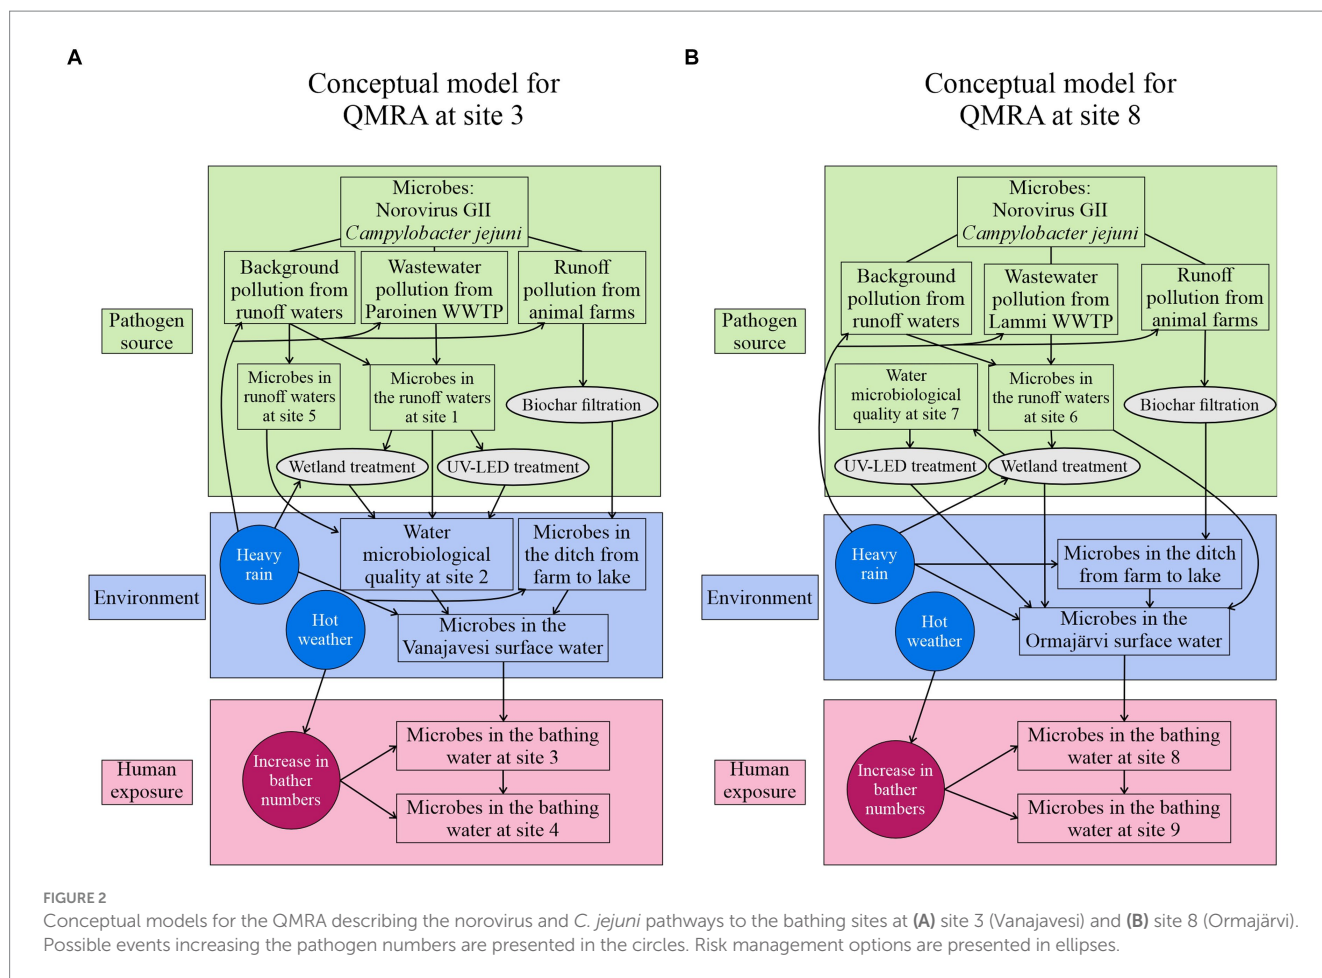 A
Conceptual model for
QMRA at site 3
Microbes:
Norovirus GII
Campylobacter jejuni
Background
pollution from
runoff waters
Wastewater
pollution from
Paroinen WWTP
Runoff
pollution from
animal farms
Pathogen
source
Microbes in
runoff waters
at site 5
Microbes in
the runoff waters
at site 1
Biochar filtration
Wetland treatment
UV-LED treatment
Heavy
rain
Water
microbiological
quality at site 2
Microbes in
the ditch from
farm to lake
Environment
Hot
weather
Microbes in the
Vanajavesi surface water
Human
exposure
Increase in
bather
numbers
Microbes in the bathing
water at site 3
Microbes in the bathing
water at site 4
B
Conceptual model for
QMRA at site 8
Microbes:
Norovirus GII
Campylobacter jejuni
Background
pollution from
runoff waters
Wastewater
pollution from
Lammi WWTP
Runoff
pollution from
animal farms
Pathogen
source
Water
microbiological
quality at site 7
Microbes in
the runoff waters
at site 6
Biochar filtration
UV-LED treatment
Wetland treatment
Heavy
rain
Microbes in the ditch
from farm to lake
Environment
Hot
weather
Microbes in the
Ormajärvi surface water
Human
exposure
Increase in
bather
numbers
Microbes in the bathing
water at site 8
Microbes in the bathing
water at site 9
FIGURE 2
Conceptual models for the QMRA describing the norovirus and C. jejuni pathways to the bathing sites at (A) site 3 (Vanajavesi) and (B) site 8 (Ormajärvi).
Possible events increasing the pathogen numbers are presented in the circles. Risk management options are presented in ellipses.